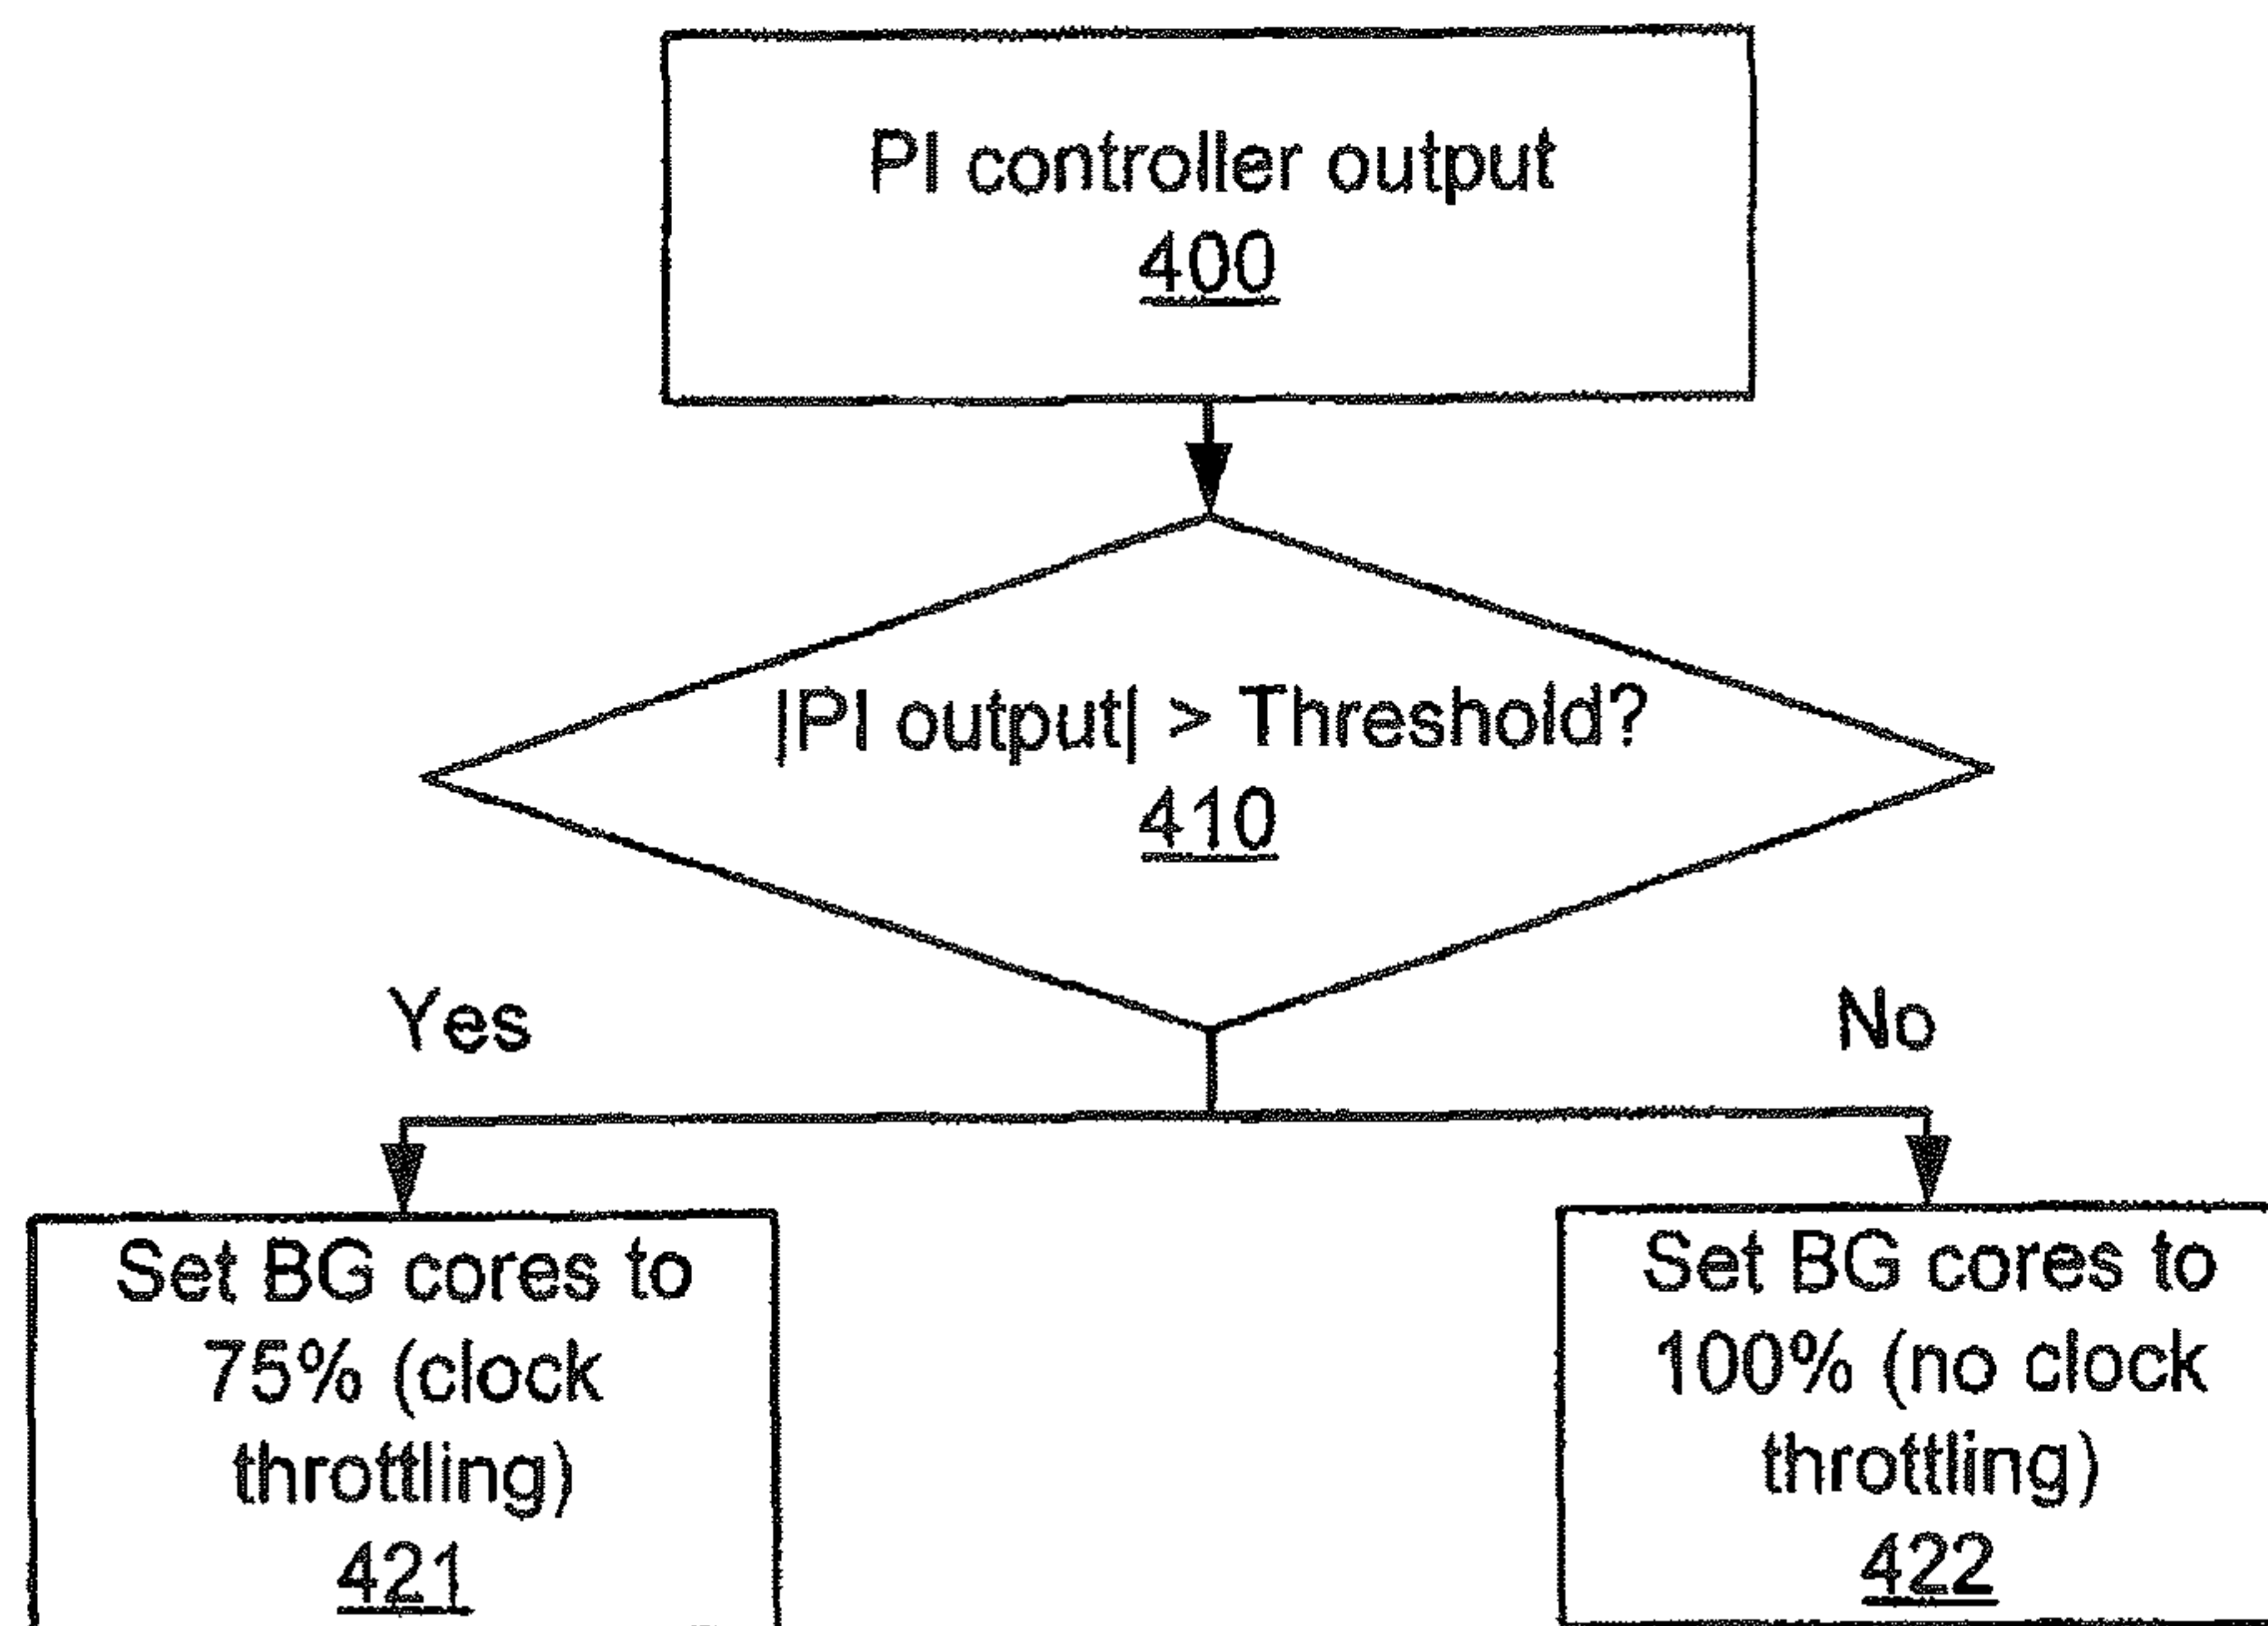 PI controller output
400
|PI output| > Threshold?
410
Yes
No
Set BG cores to
75% (clock
throttling)
421
Set BG cores to
100% (no clock
throttling)
422